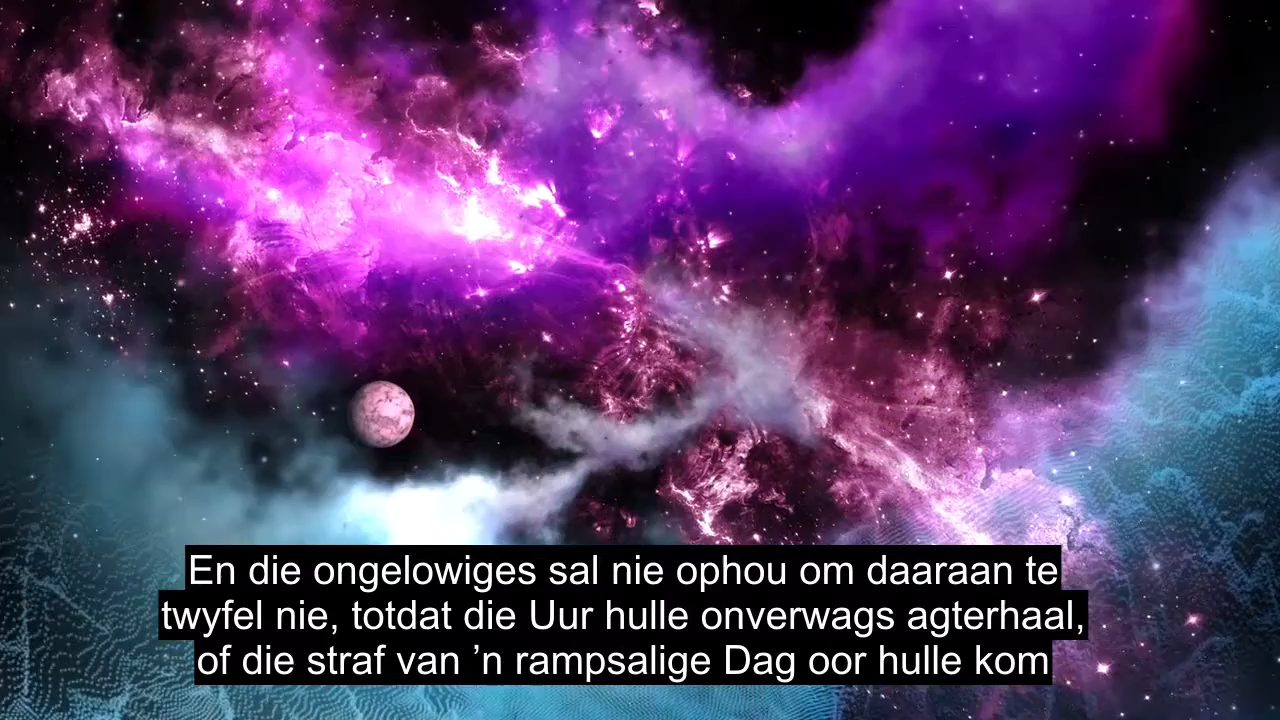 En die ongelowiges sal nie ophou om daaraan te
twyfel nie, totdat die Uur hulle onverwags agterhaal,
of die straf van ’n rampsalige Dag oor hulle kom